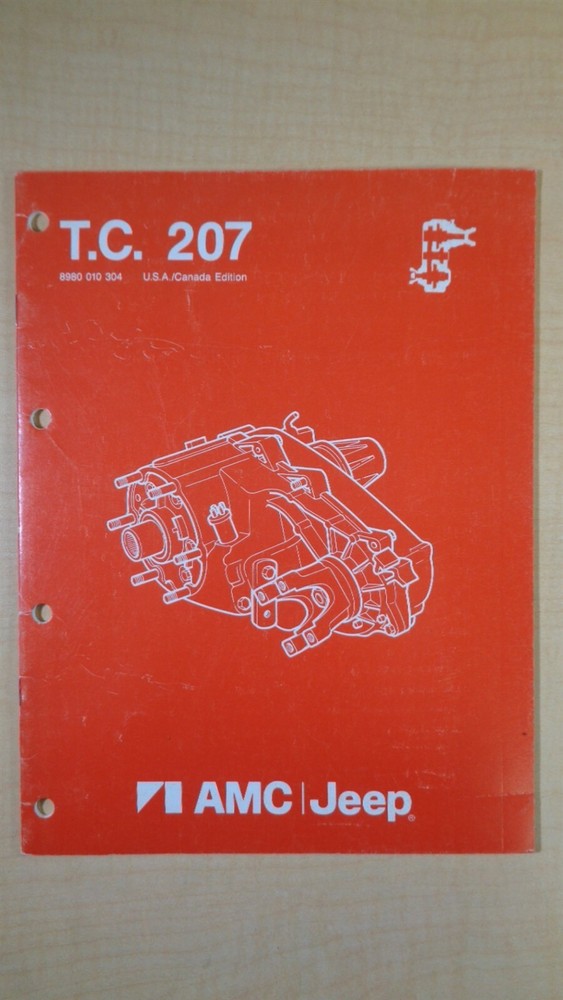 T.C. 207
8980 010 304 U.S.A./Canada Edition
AMC | Jeep®